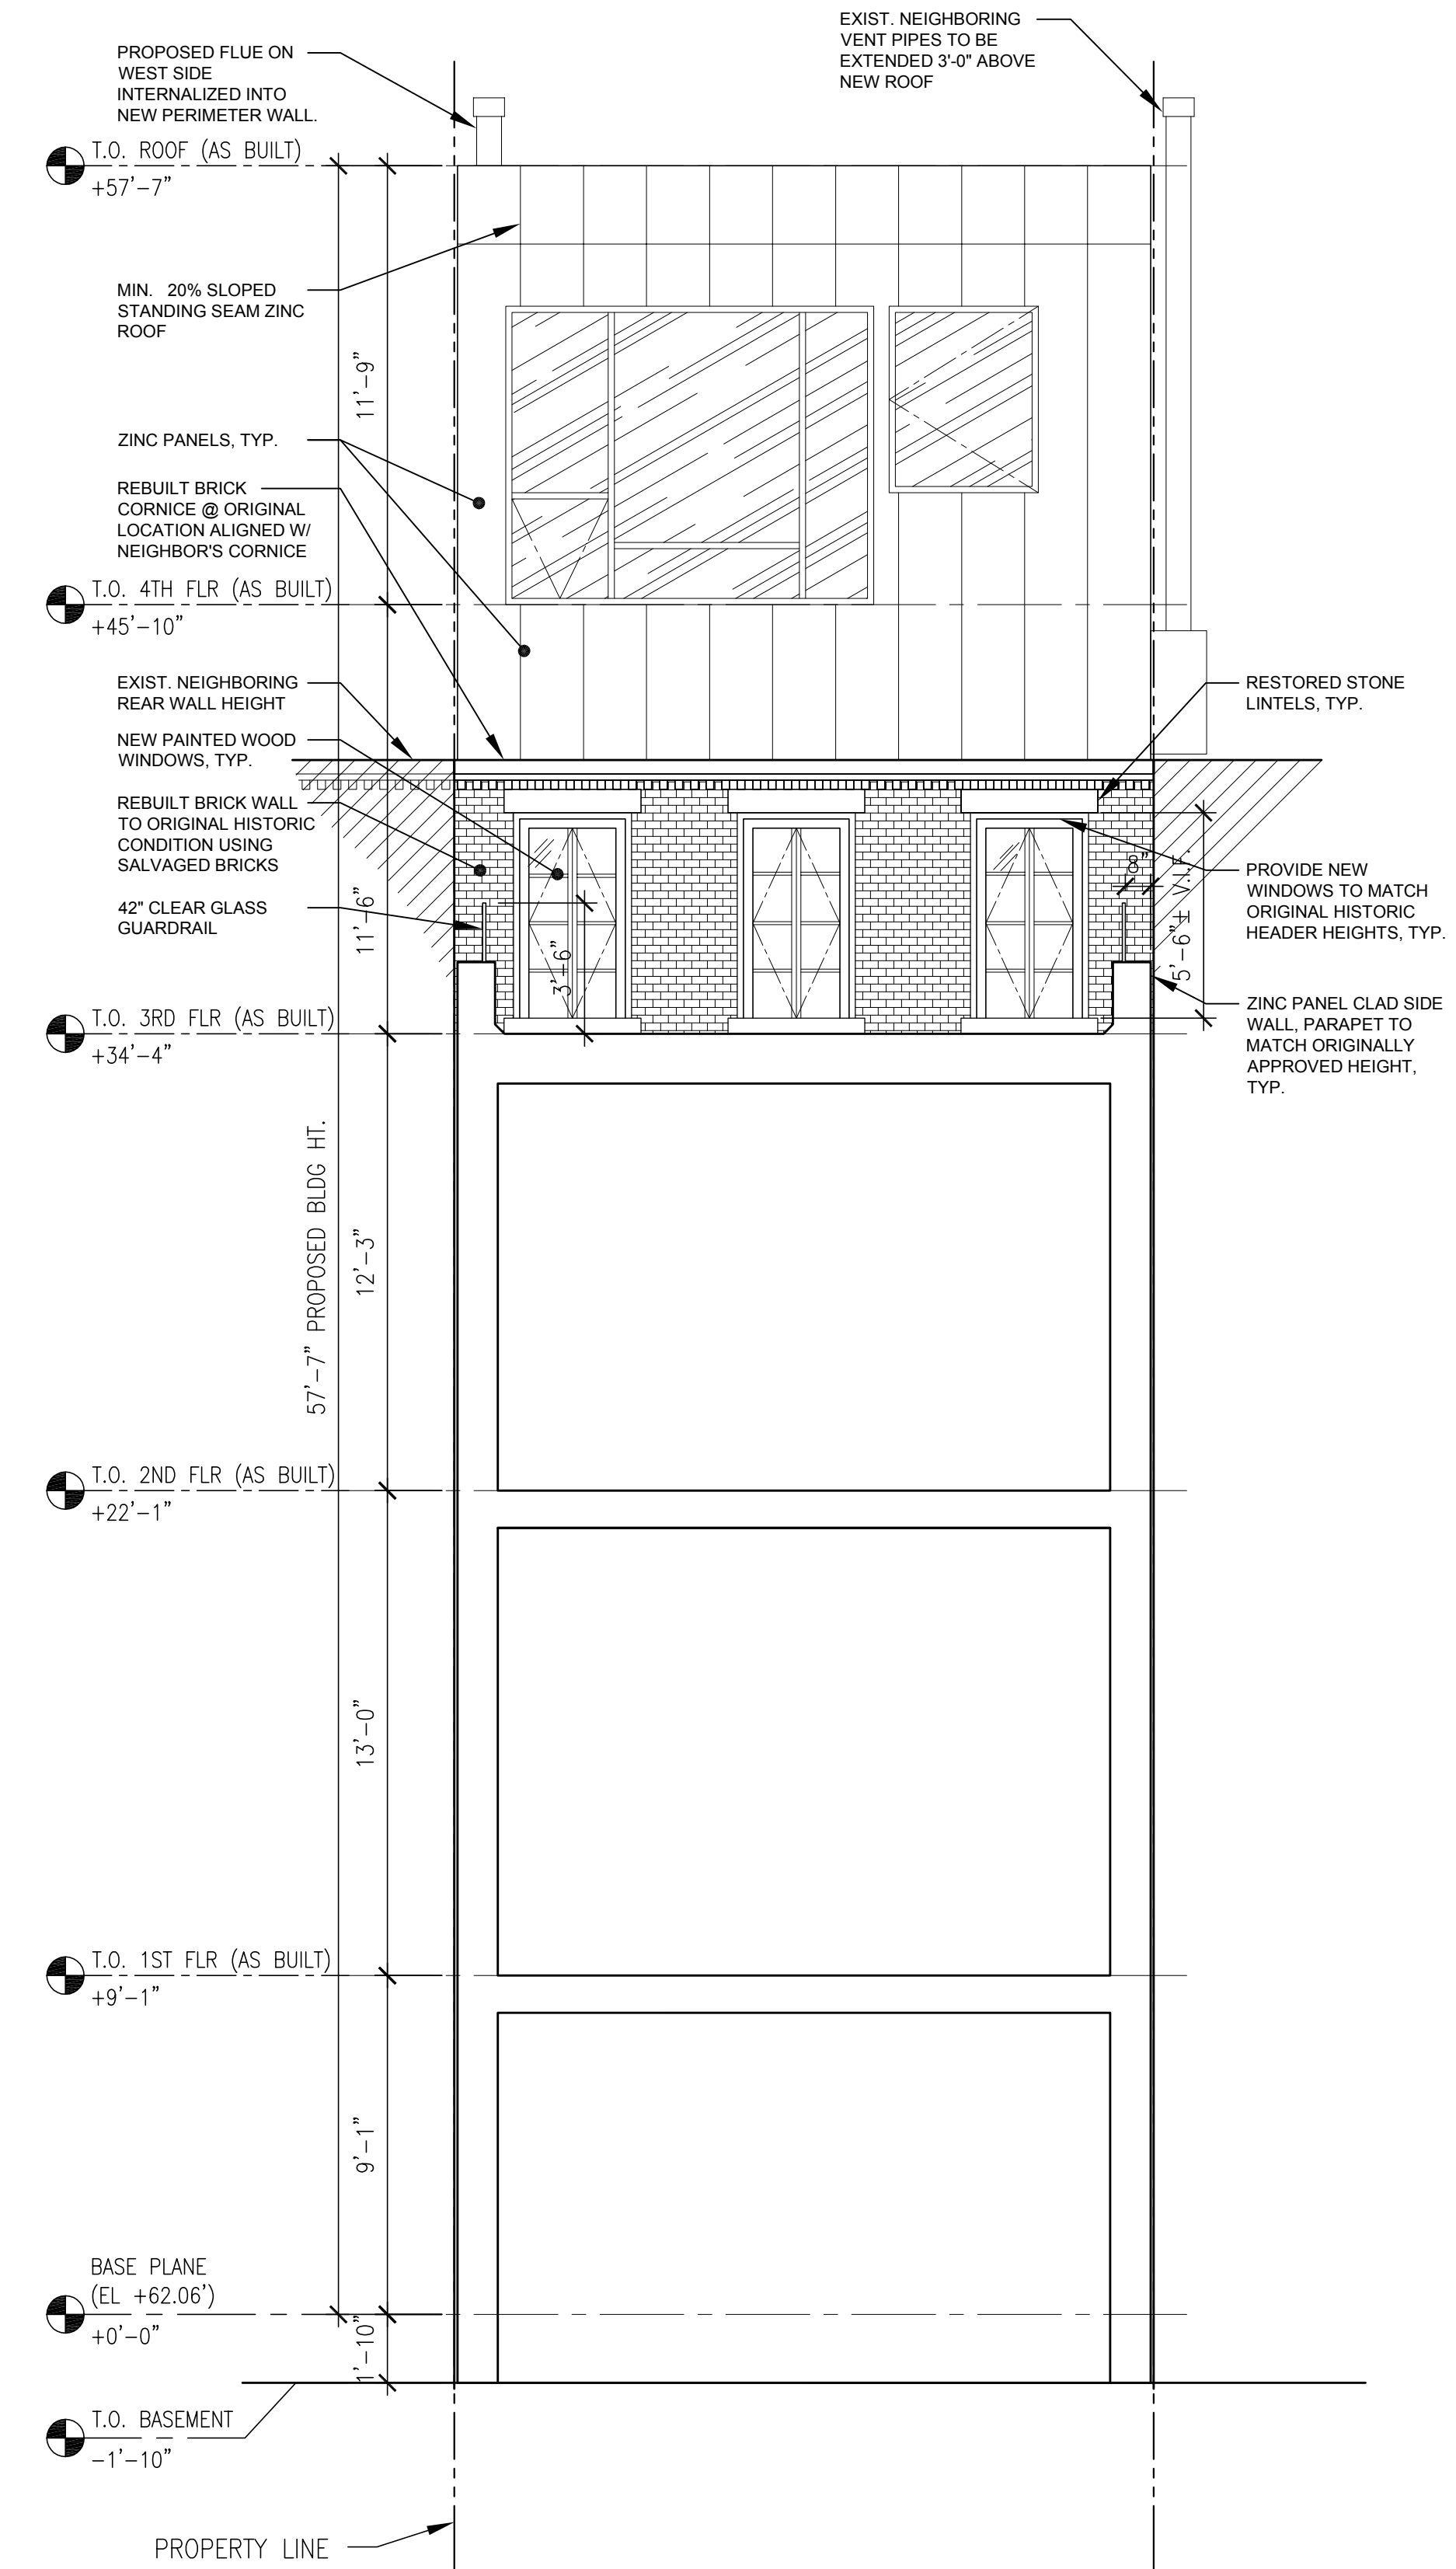 EXIST. NEIGHBORING
VENT PIPES TO BE
EXTENDED 3'-0" ABOVE
NEW ROOF
PROPOSED FLUE ON
WEST SIDE
INTERNALIZED INTO
NEW PERIMETER WALL.
T.O. ROOF (AS BUILT)
+57'-7"
MIN. 20% SLOPED
STANDING SEAM ZINC
ROOF
11'-9"
ZINC PANELS, TYP.
REBUILT BRICK
CORNICE @ ORIGINAL
LOCATION ALIGNED W/
NEIGHBOR'S CORNICE
T.O. 4TH FLR (AS BUILT)
+45'-10"
EXIST. NEIGHBORING
REAR WALL HEIGHT
RESTORED STONE
LINTELS, TYP.
NEW PAINTED WOOD
WINDOWS, TYP.
REBUILT BRICK WALL
TO ORIGINAL HISTORIC
CONDITION USING
SALVAGED BRICKS
8"
5'-6"± V.I.F.
PROVIDE NEW
WINDOWS TO MATCH
ORIGINAL HISTORIC
HEADER HEIGHTS, TYP.
42" CLEAR GLASS
GUARDRAIL
11'-6"
3'-6"
ZINC PANEL CLAD SIDE
WALL, PARAPET TO
MATCH ORIGINALLY
APPROVED HEIGHT,
TYP.
T.O. 3RD FLR (AS BUILT)
+34'-4"
57'-7" PROPOSED BLDG HT.
12'-3"
T.O. 2ND FLR (AS BUILT)
+22'-1"
13'-0"
T.O. 1ST FLR (AS BUILT)
+9'-1"
9'-1"
BASE PLANE
(EL +62.06')
+0'-0"
1'-10"
T.O. BASEMENT
-1'-10"
PROPERTY LINE